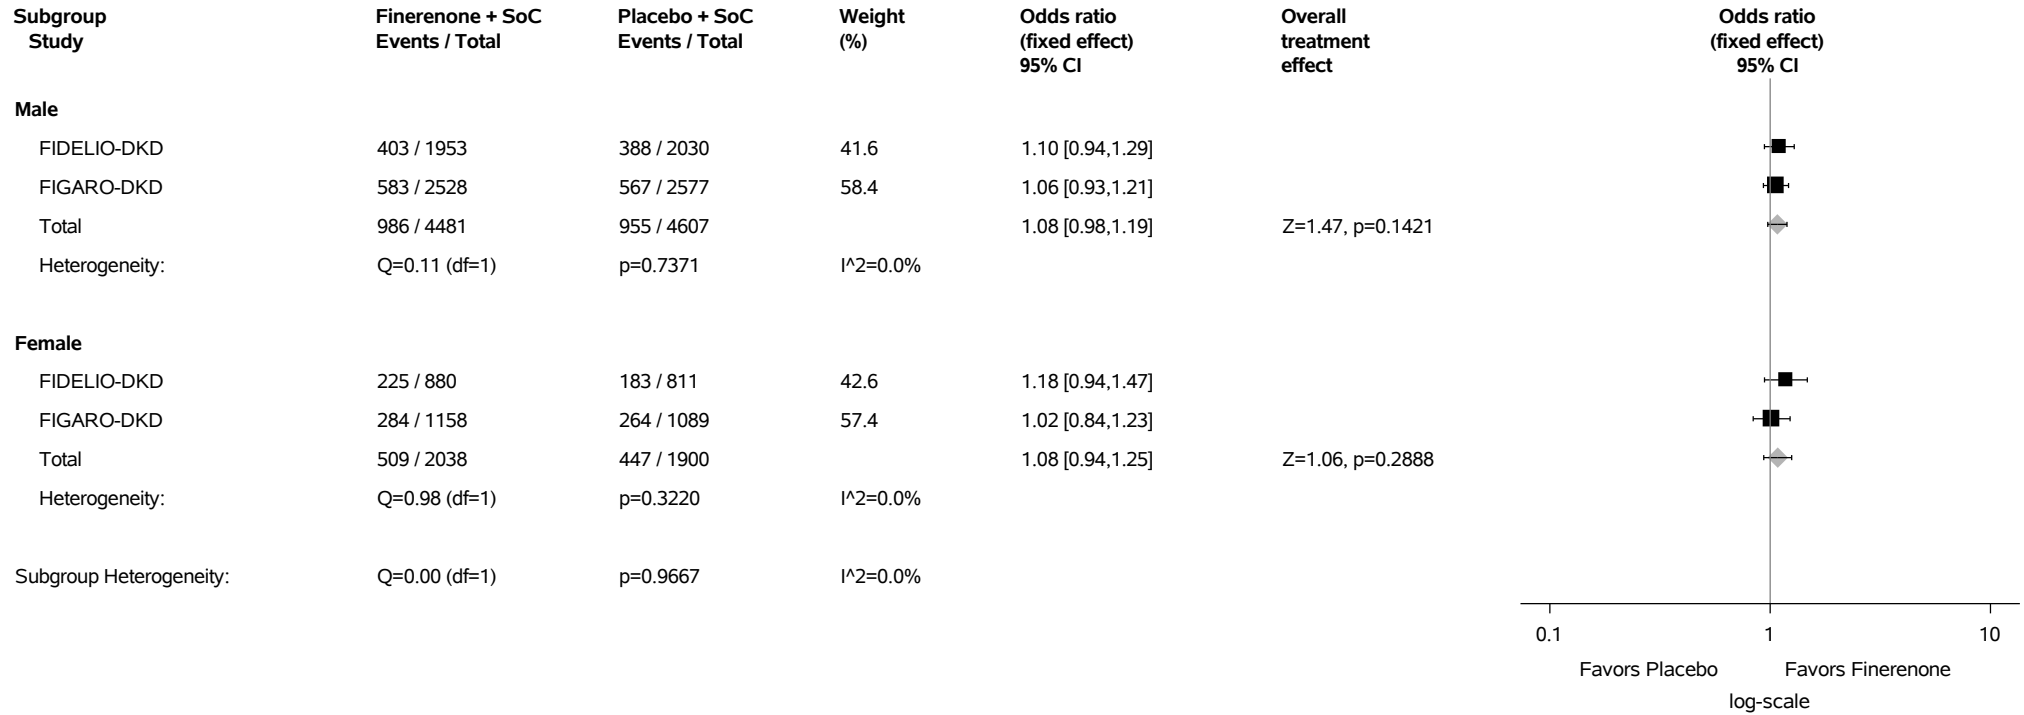 Subgroup Finerenone + SoC Placebo + SoC Weight Odds ratio Overall Odds ratio
Study Events / Total Events / Total (%) (fixed effect) treatment (fixed effect)
95% CI effect 95% CI
Male
FIDELIO-DKD 403 / 1953 388 / 2030 41.6 1.10 [0.94,1.29]
FIGARO-DKD 583 / 2528 567 / 2577 58.4 1.06 [0.93,1.21]
Total 986 / 4481 955 / 4607 1.08 [0.98,1.19] Z=1.47, p=0.1421
Heterogeneity: Q=0.11 (df=1) p=0.7371 I^2=0.0%
Female
FIDELIO-DKD 225 / 880 183 / 811 42.6 1.18 [0.94,1.47]
FIGARO-DKD 284 / 1158 264 / 1089 57.4 1.02 [0.84,1.23]
Total 509 / 2038 447 / 1900 1.08 [0.94,1.25] Z=1.06, p=0.2888
Heterogeneity: Q=0.98 (df=1) p=0.3220 I^2=0.0%
Subgroup Heterogeneity: Q=0.00 (df=1) p=0.9667 I^2=0.0%
0.1 1 10
Favors Placebo Favors Finerenone
log-scale